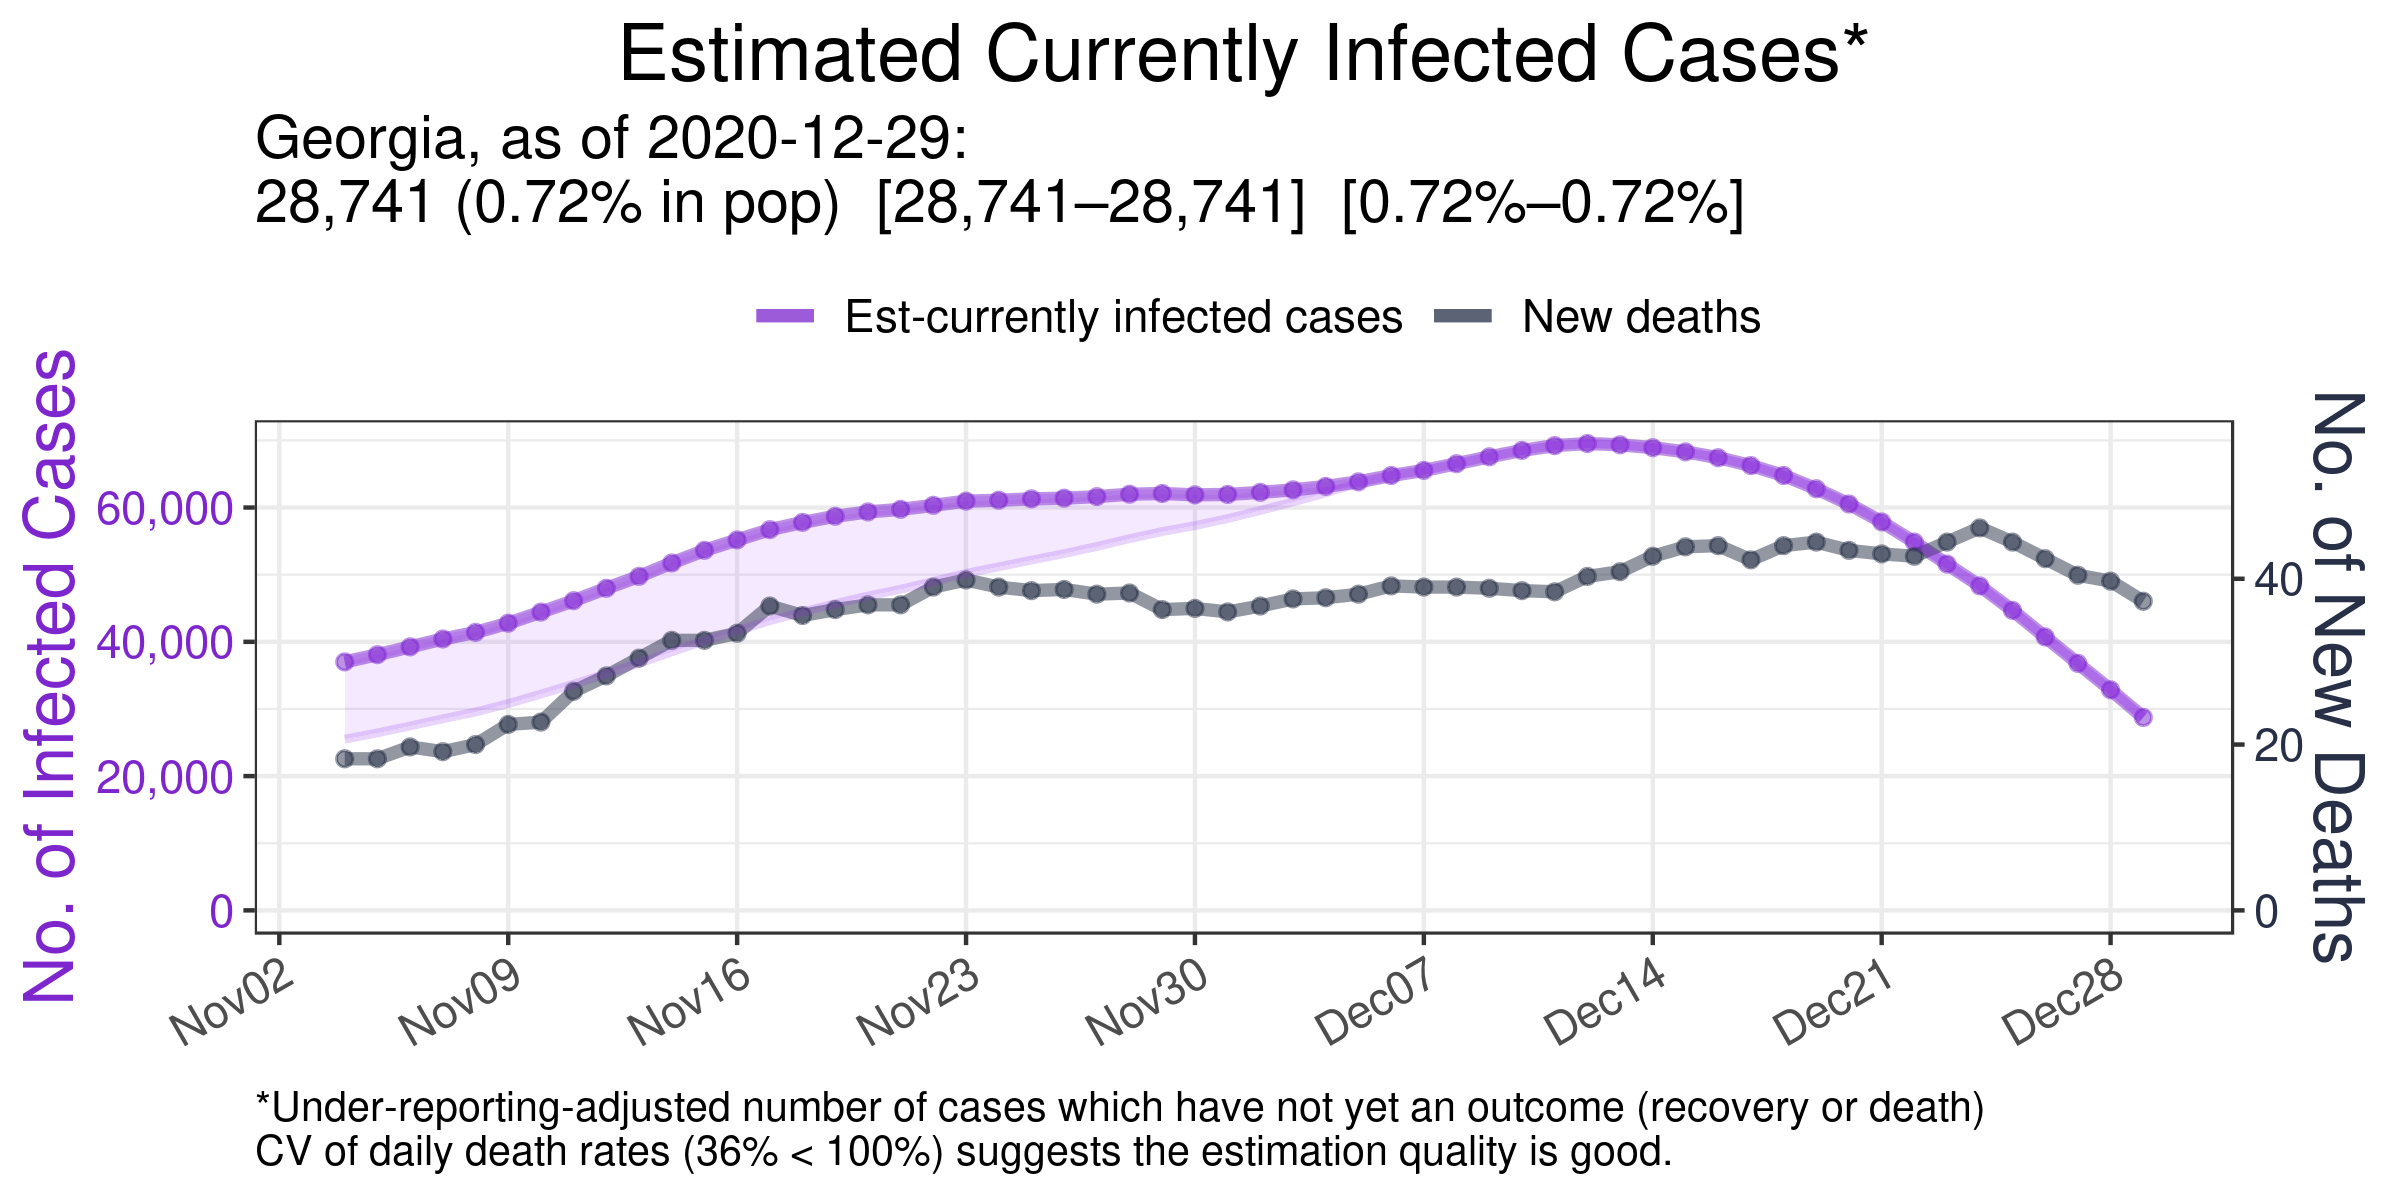 Estimated Currently Infected Cases*
Georgia, as of 2020-12-29:
28,741 (0.72% in pop)  [28,741–28,741]  [0.72%–0.72%]
Est-currently infected cases
New deaths
No. of Infected Cases
60,000
40,000
20,000
0
No. of New Deaths
40
20
0
Nov02
Nov09
Nov16
Nov23
Nov30
Dec07
Dec14
Dec21
Dec28
*Under-reporting-adjusted number of cases which have not yet an outcome (recovery or death)
CV of daily death rates (36% < 100%) suggests the estimation quality is good.